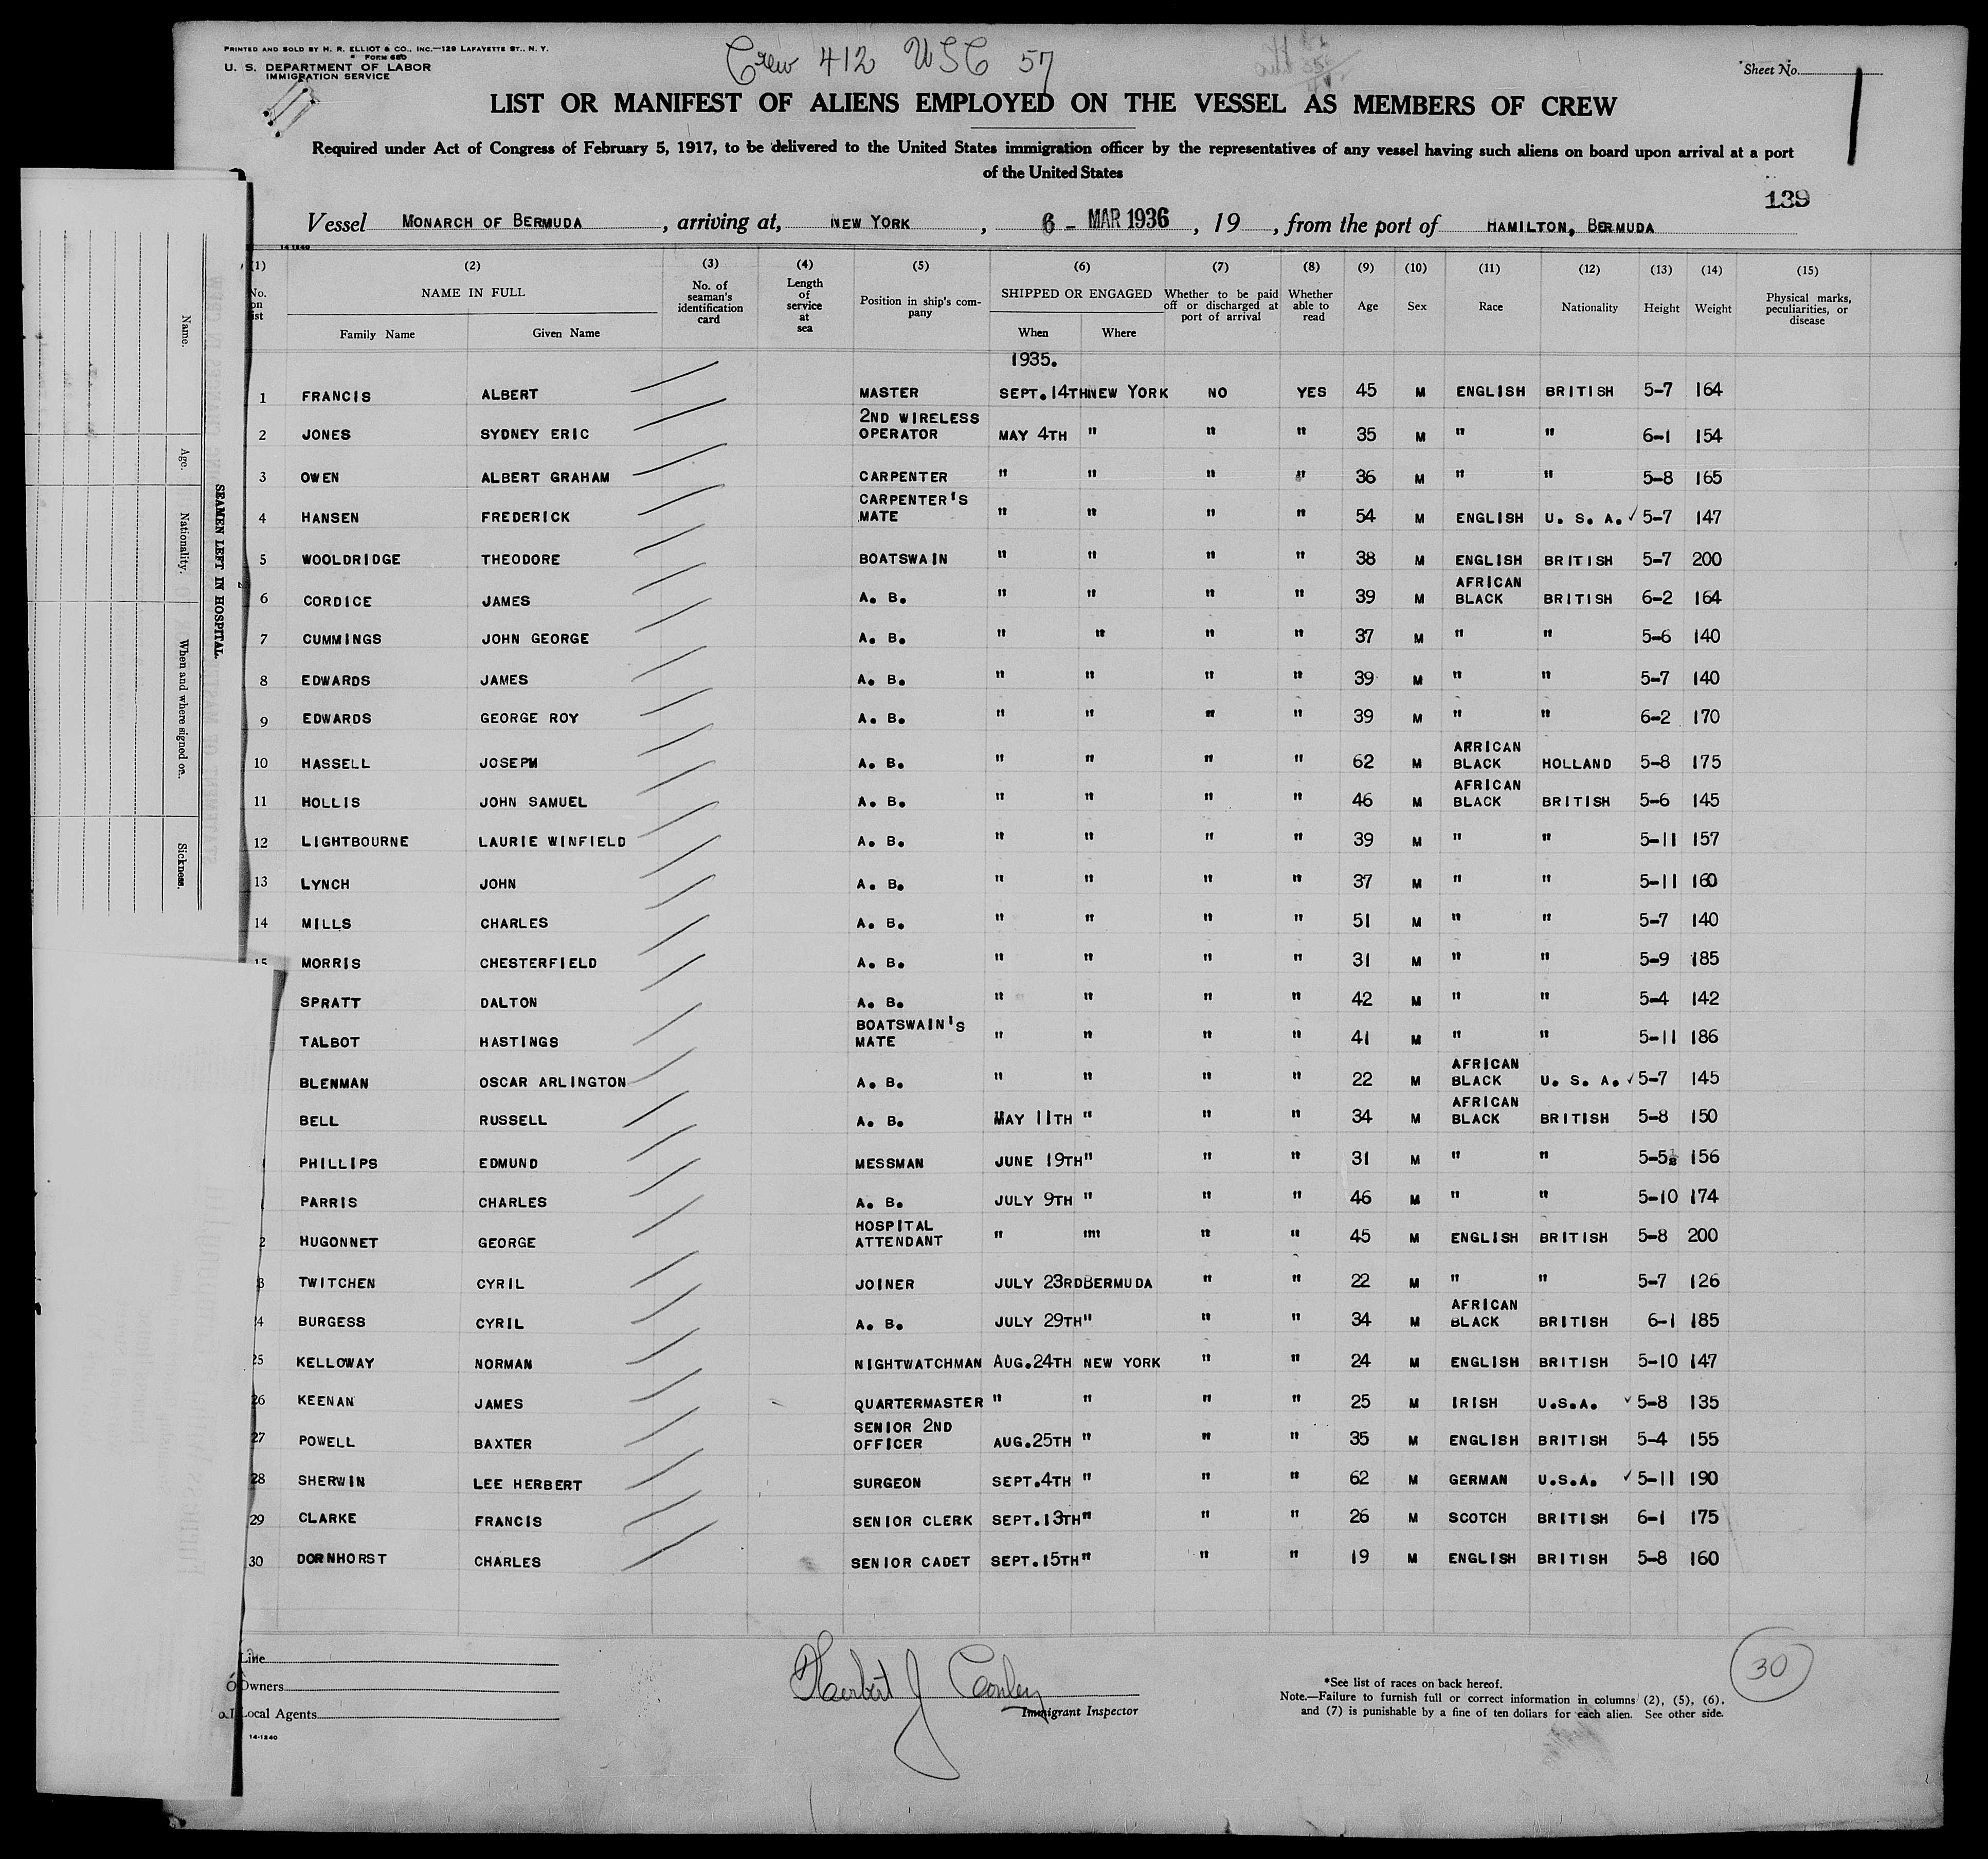 PRINTED AND SOLD BY H. R. ELLIOT & CO., INC.—129 LAFAYETTE ST., N. Y.
FORM 680
U. S. DEPARTMENT OF LABOR
IMMIGRATION SERVICE
Crew 412 USC 57
Sheet No.
1
LIST OR MANIFEST OF ALIENS EMPLOYED ON THE VESSEL AS MEMBERS OF CREW
Required under Act of Congress of February 5, 1917, to be delivered to the United States immigration officer by the representatives of any vessel having such aliens on board upon arrival at a port
of the United States
139
Vessel MONARCH OF BERMUDA, arriving at, NEW YORK, 6 - MAR 1936, 19, from the port of HAMILTON, BERMUDA
14-1240
(1) (2) (3) (4) (5) (6) (7) (8) (9) (10) (11) (12) (13) (14) (15)
No. on list NAME IN FULL Family Name Given Name No. of seaman's identification card Length of service at sea Position in ship's company SHIPPED OR ENGAGED When Where Whether to be paid off or discharged at port of arrival Whether able to read Age Sex Race Nationality Height Weight Physical marks, peculiarities, or disease
1935.
1 FRANCIS ALBERT MASTER SEPT.14TH NEW YORK NO YES 45 M ENGLISH BRITISH 5-7 164
2 JONES SYDNEY ERIC 2ND WIRELESS OPERATOR MAY 4TH " " " 35 M " " 6-1 154
3 OWEN ALBERT GRAHAM CARPENTER " " " " 36 M " " 5-8 165
4 HANSEN FREDERICK CARPENTER'S MATE " " " " 54 M ENGLISH U. S. A. ✓ 5-7 147
5 WOOLDRIDGE THEODORE BOATSWAIN " " " " 38 M ENGLISH BRITISH 5-7 200
6 CORDICE JAMES A. B. " " " " 39 M AFRICAN BLACK BRITISH 6-2 164
7 CUMMINGS JOHN GEORGE A. B. " " " " 37 M " " 5-6 140
8 EDWARDS JAMES A. B. " " " " 39 M " " 5-7 140
9 EDWARDS GEORGE ROY A. B. " " " " 39 M " " 6-2 170
10 HASSELL JOSEPH A. B. " " " " 62 M ARRICAN BLACK HOLLAND 5-8 175
11 HOLLIS JOHN SAMUEL A. B. " " " " 46 M AFRICAN BLACK BRITISH 5-6 145
12 LIGHTBOURNE LAURIE WINFIELD A. B. " " " " 39 M " " 5-11 157
13 LYNCH JOHN A. B. " " " " 37 M " " 5-11 160
14 MILLS CHARLES A. B. " " " " 51 M " " 5-7 140
15 MORRIS CHESTERFIELD A. B. " " " " 31 M " " 5-9 185
SPRATT DALTON A. B. " " " " 42 M " " 5-4 142
TALBOT HASTINGS BOATSWAIN'S MATE " " " " 41 M " " 5-11 186
BLENMAN OSCAR ARLINGTON A. B. " " " " 22 M AFRICAN BLACK U. S. A. ✓ 5-7 145
BELL RUSSELL A. B. MAY 11TH " " " 34 M AFRICAN BLACK BRITISH 5-8 150
PHILLIPS EDMUND MESSMAN JUNE 19TH " " " 31 M " " 5-5½ 156
PARRIS CHARLES A. B. JULY 9TH " " " 46 M " " 5-10 174
2 HUGONNET GEORGE HOSPITAL ATTENDANT " "" " " 45 M ENGLISH BRITISH 5-8 200
3 TWITCHEN CYRIL JOINER JULY 23RD BERMUDA " " 22 M " " 5-7 126
4 BURGESS CYRIL A. B. JULY 29TH " " " 34 M AFRICAN BLACK BRITISH 6-1 185
25 KELLOWAY NORMAN NIGHTWATCHMAN AUG.24TH NEW YORK " " 24 M ENGLISH BRITISH 5-10 147
26 KEENAN JAMES QUARTERMASTER " " " " 25 M IRISH U.S.A. ✓ 5-8 135
27 POWELL BAXTER SENIOR 2ND OFFICER AUG.25TH " " " 35 M ENGLISH BRITISH 5-4 155
28 SHERWIN LEE HERBERT SURGEON SEPT.4TH " " " 62 M GERMAN U.S.A. ✓ 5-11 190
29 CLARKE FRANCIS SENIOR CLERK SEPT.13TH " " " 26 M SCOTCH BRITISH 6-1 175
30 DORNHORST CHARLES SENIOR CADET SEPT.15TH " " " 19 M ENGLISH BRITISH 5-8 160
Line
Owners
Local Agents
14-1240
Herbert J Conley
Immigrant Inspector
*See list of races on back hereof.
Note.—Failure to furnish full or correct information in columns (2), (5), (6),
and (7) is punishable by a fine of ten dollars for each alien. See other side.
30
SEAMEN LEFT IN HOSPITAL.
Name.
Age.
Nationality.
When and where signed on.
Sickness.